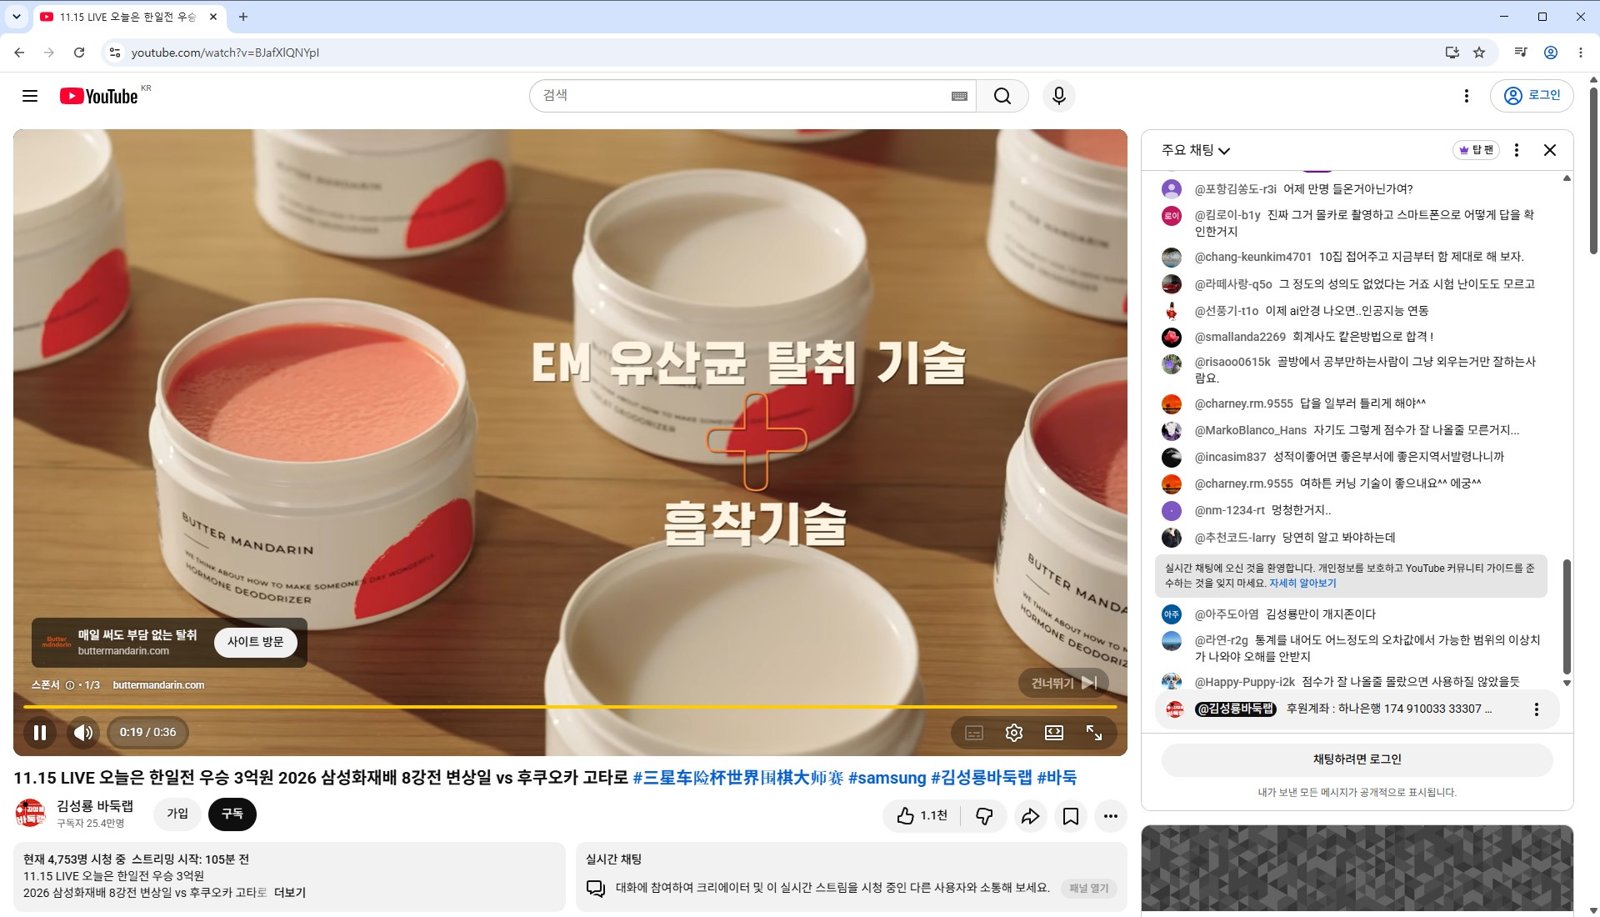 11.15 LIVE 오늘은 한일전 우승
youtube.com/watch?v=BJafXlQNYpI
YouTube KR
검색
로그인
BUTTER MANDARIN
WE THINK ABOUT HOW TO MAKE SOMEONE'S DAY WONDERFUL
HORMONE DEODORIZER
EM 유산균 탈취 기술
흡착기술
Butter mandarin
매일 써도 부담 없는 탈취
buttermandarin.com
사이트 방문
스폰서 • 1/3 buttermandarin.com
건너뛰기
0:19 / 0:36
11.15 LIVE 오늘은 한일전 우승 3억원 2026 삼성화재배 8강전 변상일 vs 후쿠오카 고타로 #三星车险杯世界围棋大师赛 #samsung #김성룡바둑랩 #바둑
김성룡 바둑랩
구독자 25.4만명
가입
구독
1.1천
현재 4,753명 시청 중 스트리밍 시작: 105분 전
11.15 LIVE 오늘은 한일전 우승 3억원
2026 삼성화재배 8강전 변상일 vs 후쿠오카 고타로 더보기
실시간 채팅
대화에 참여하여 크리에이터 및 이 실시간 스트림을 시청 중인 다른 사용자와 소통해 보세요.
패널 열기
주요 채팅
탑 팬
@포항김쏭도-r3i 어제 만명 들온거아닌가여?
@킴로이-b1y 진짜 그거 몰카로 촬영하고 스마트폰으로 어떻게 답을 확
인한거지
@chang-keunkim4701 10집 접어주고 지금부터 함 제대로 해 보자.
@라떼사랑-q5o 그 정도의 성의도 없었다는 거죠 시험 난이도도 모르고
@선풍기-t1o 이제 ai안경 나오면..인공지능 연동
@smallanda2269 회계사도 같은방법으로 합격 !
@risaoo0615k 골방에서 공부만하는사람이 그냥 외우는거만 잘하는사
람요.
@charney.rm.9555 답을 일부러 틀리게 해야^^
@MarkoBlanco_Hans 자기도 그렇게 점수가 잘 나올줄 모른거지...
@incasim837 성적이좋어면 좋은부서에 좋은지역서발령나니까
@charney.rm.9555 여하튼 커닝 기술이 좋으내요^^ 에궁^^
@nm-1234-rt 멍청한거지..
@추천코드-larry 당연히 알고 봐야하는데
실시간 채팅에 오신 것을 환영합니다. 개인정보를 보호하고 YouTube 커뮤니티 가이드를 준
수하는 것을 잊지 마세요. 자세히 알아보기
@아주도아염 김성룡만이 개지존이다
@라연-r2g 통계를 내어도 어느정도의 오차값에서 가능한 범위의 이상치
가 나와야 오해를 안받지
@Happy-Puppy-i2k 점수가 잘 나올줄 몰랐으면 사용하질 않았을듯
@김성룡바둑랩 후원계좌 : 하나은행 174 910033 33307 ...
채팅하려면 로그인
내가 보낸 모든 메시지가 공개적으로 표시됩니다.